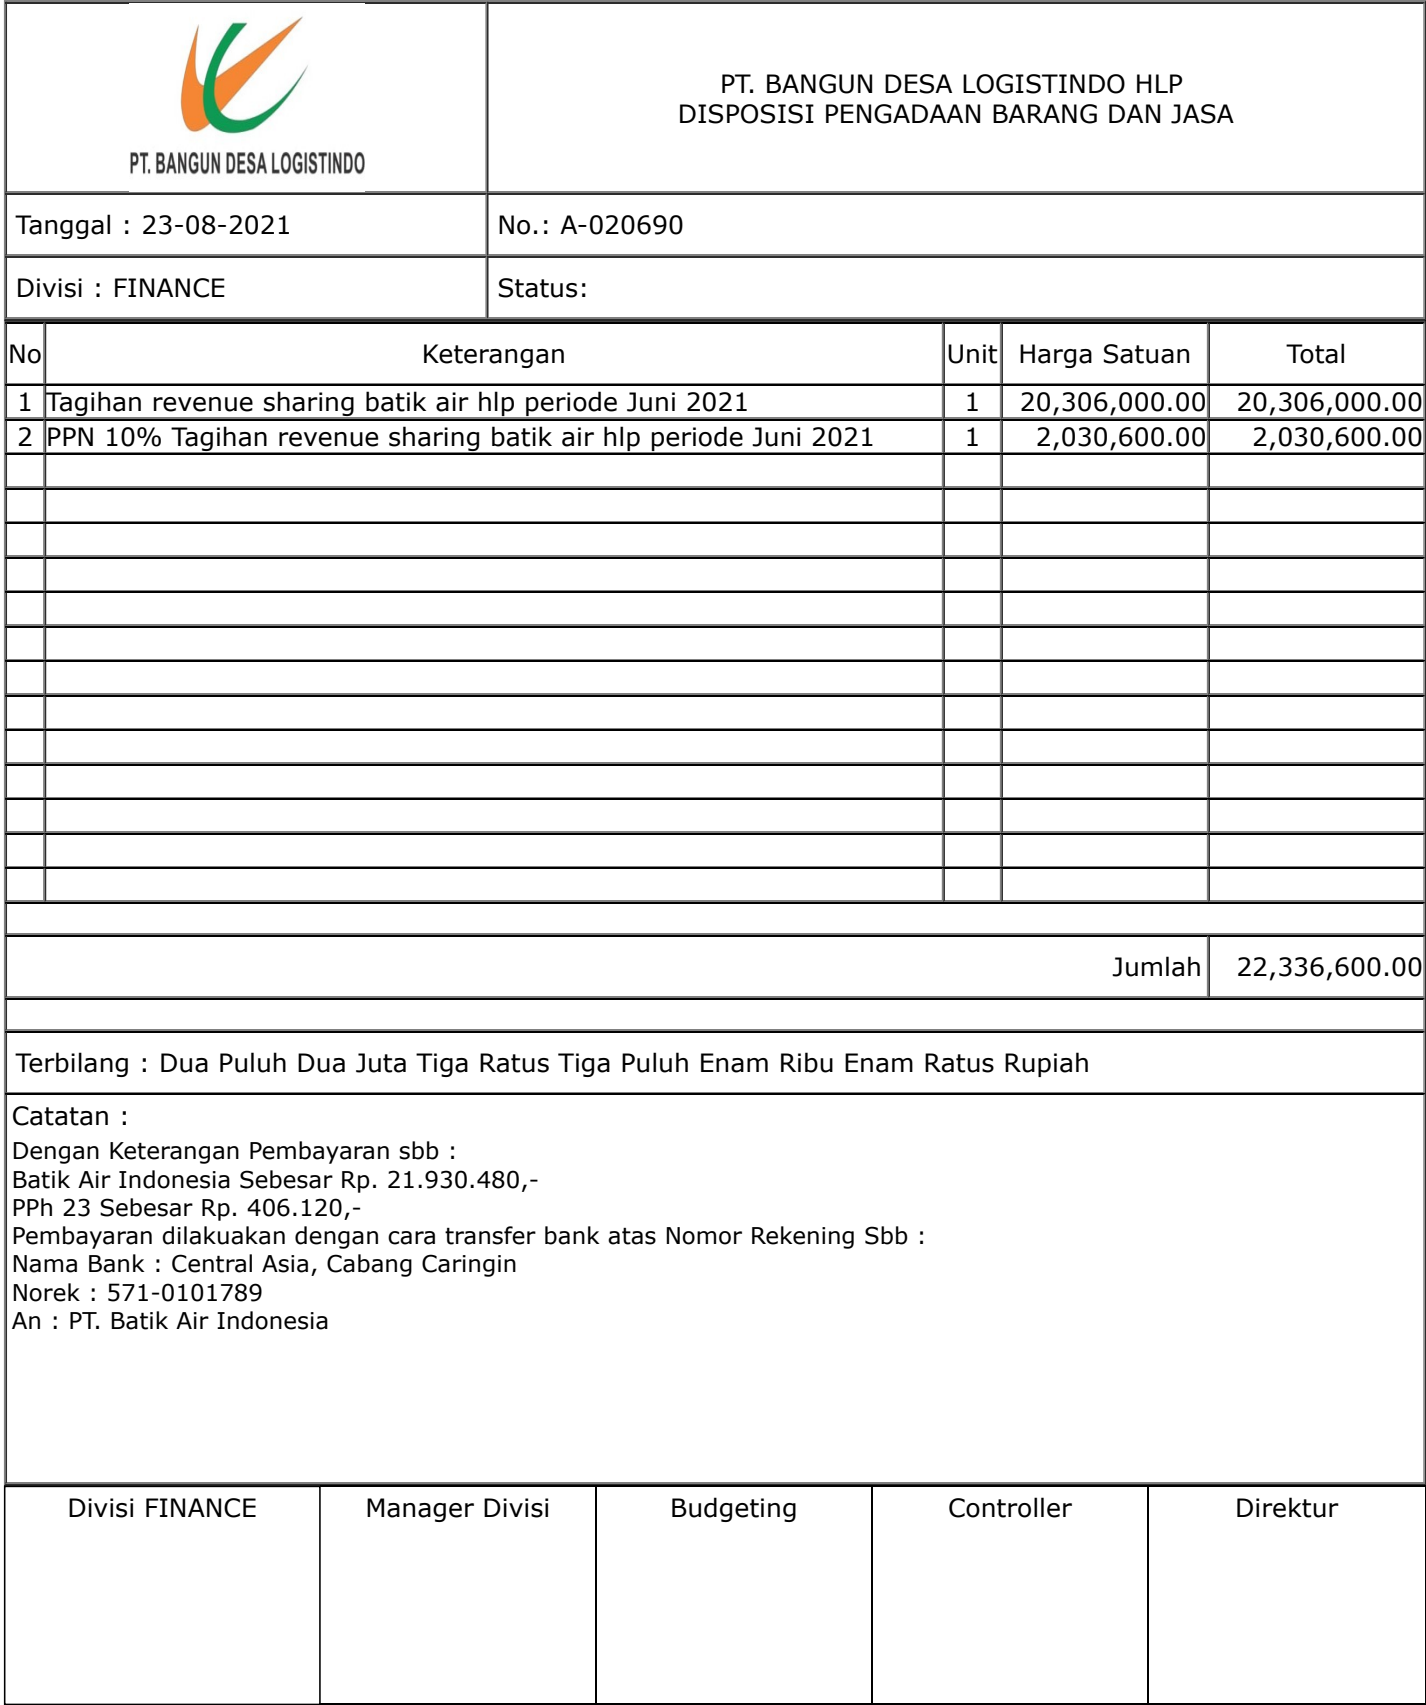 PT. BANGUN DESA LOGISTINDO
PT. BANGUN DESA LOGISTINDO HLP
DISPOSISI PENGADAAN BARANG DAN JASA
Tanggal : 23-08-2021 No.: A-020690
Divisi : FINANCE Status:
No Keterangan Unit Harga Satuan Total
1 Tagihan revenue sharing batik air hlp periode Juni 2021 1 20,306,000.00 20,306,000.00
2 PPN 10% Tagihan revenue sharing batik air hlp periode Juni 2021 1 2,030,600.00 2,030,600.00
Jumlah 22,336,600.00
Terbilang : Dua Puluh Dua Juta Tiga Ratus Tiga Puluh Enam Ribu Enam Ratus Rupiah
Catatan :
Dengan Keterangan Pembayaran sbb :
Batik Air Indonesia Sebesar Rp. 21.930.480,-
PPh 23 Sebesar Rp. 406.120,-
Pembayaran dilakuakan dengan cara transfer bank atas Nomor Rekening Sbb :
Nama Bank : Central Asia, Cabang Caringin
Norek : 571-0101789
An : PT. Batik Air Indonesia
Divisi FINANCE Manager Divisi Budgeting Controller Direktur